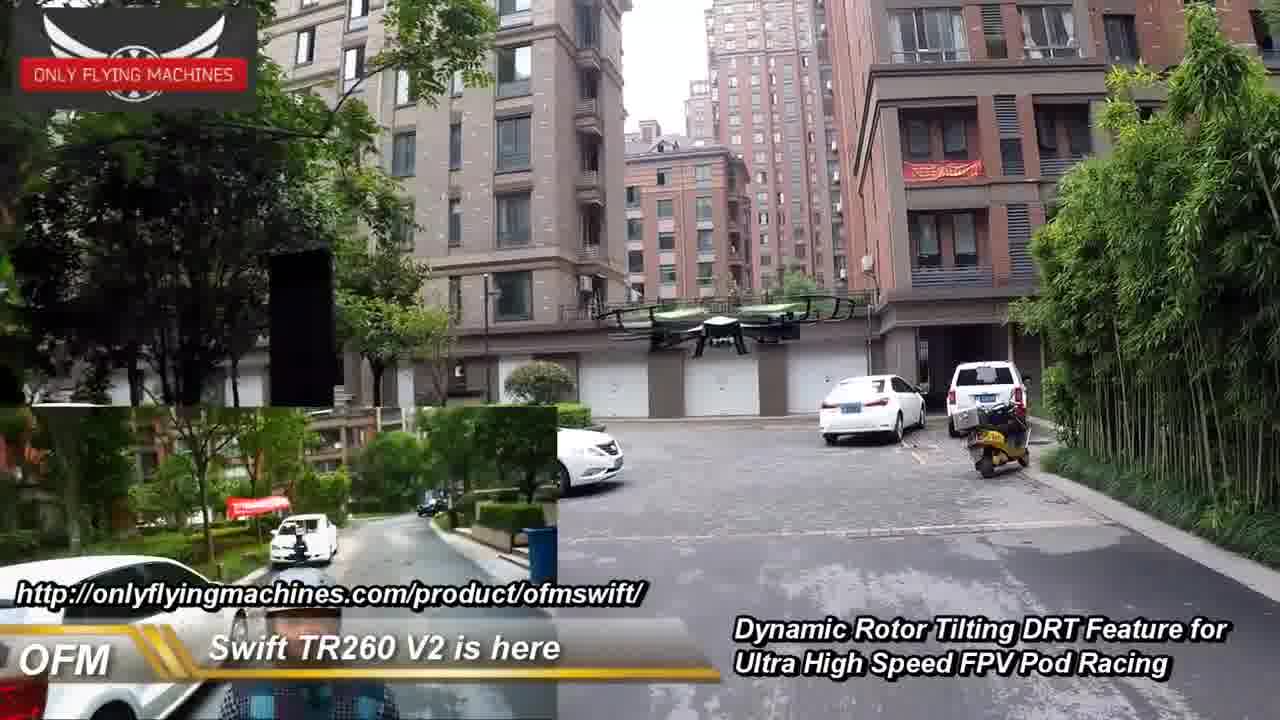 ONLY FLYING MACHINES
http://onlyflyingmachines.com/product/ofmswift/
OFM
Swift TR260 V2 is here
Dynamic Rotor Tilting DRT Feature for
Ultra High Speed FPV Pod Racing